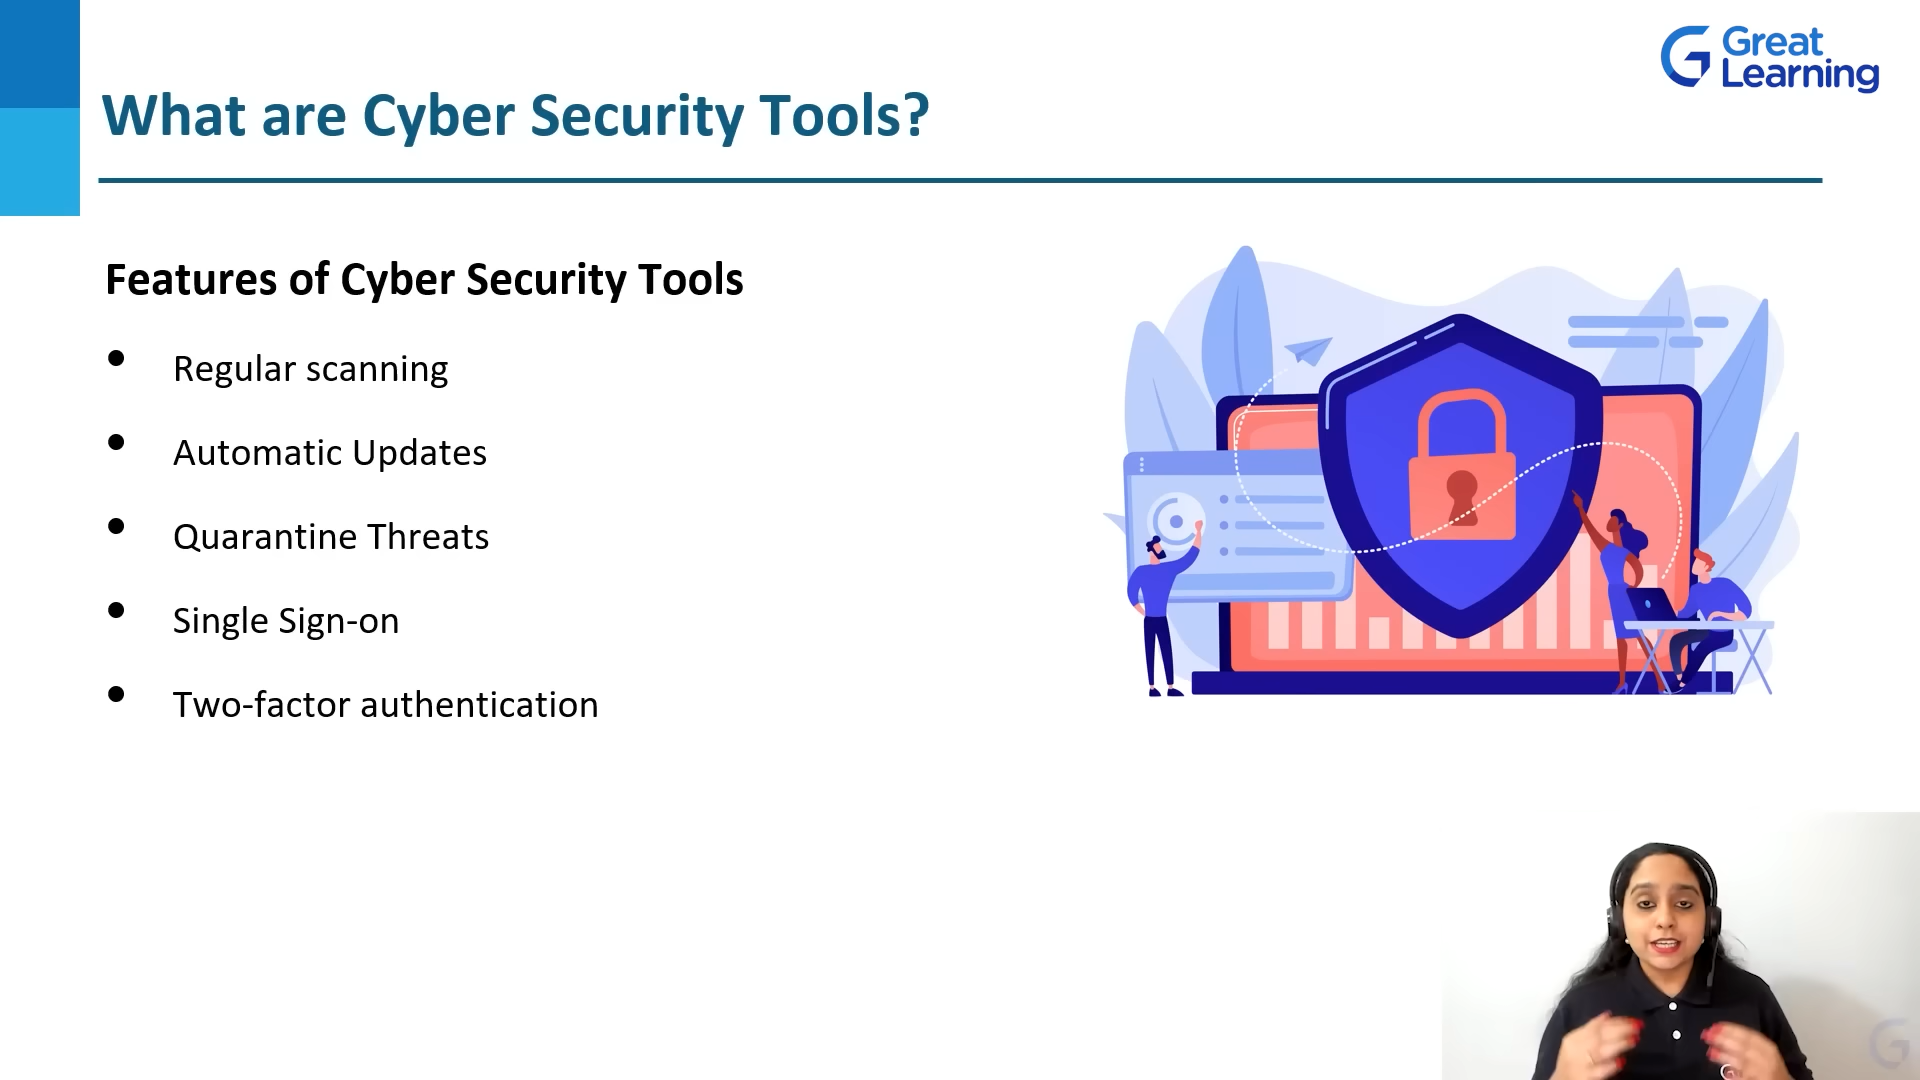 Great
Learning
What are Cyber Security Tools?
Features of Cyber Security Tools
• Regular scanning
• Automatic Updates
• Quarantine Threats
• Single Sign-on
• Two-factor authentication